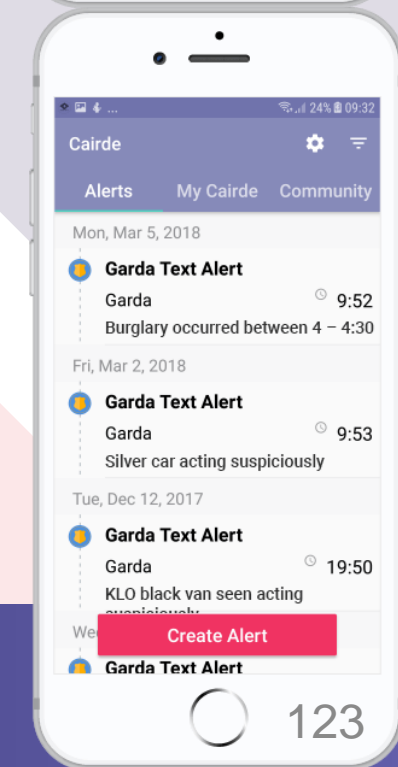 ... 24% 09:32
Cairde
Alerts My Cairde Community
Mon, Mar 5, 2018
Garda Text Alert
Garda 9:52
Burglary occurred between 4 – 4:30
Fri, Mar 2, 2018
Garda Text Alert
Garda 9:53
Silver car acting suspiciously
Tue, Dec 12, 2017
Garda Text Alert
Garda 19:50
KLO black van seen acting
suspiciously
We
Create Alert
Garda Text Alert
123